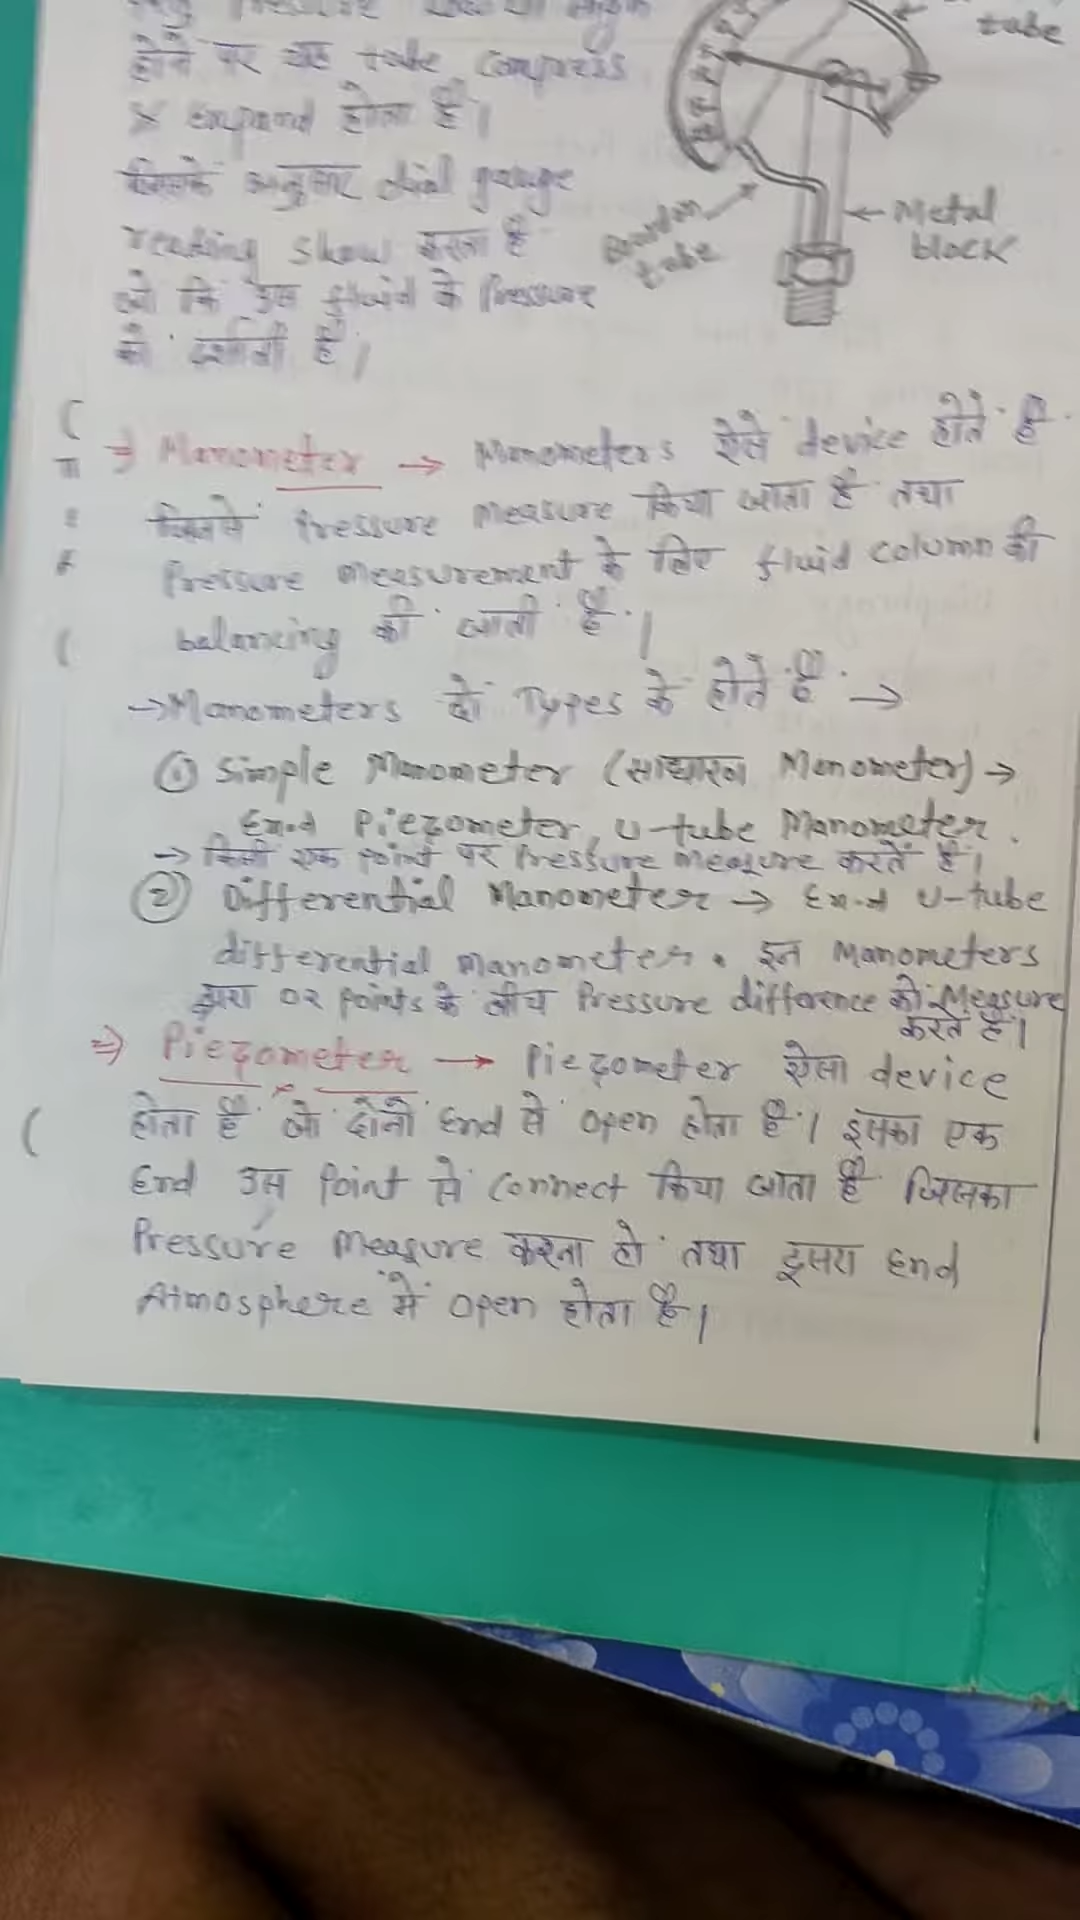 होने पर यह tube compress
tube
& expand होता है।
जिसके अनुसार dial gauge
reading show करता है
Bourdon
tube
← Metal
block
जो कि उस fluid के Pressure
को दर्शाती है।
⇒ Manometer → Manometers ऐसे device होते हैं
जिनसे Pressure measure किया जाता है तथा
Pressure measurement के लिए fluid column की
balancing की जाती है।
→ Manometers दो Types के होते हैं →
① Simple Manometer (साधारण Manometer) →
Ex.→ Piezometer, U-tube Manometer.
→ किसी एक point पर Pressure measure करतें हैं।
② Differential Manometer → Ex.→ U-tube
differential manometer. इन Manometers
द्वारा 02 points के बीच Pressure difference को Measure
करते हैं।
⇒ Piezometer → Piezometer ऐसा device
होता है जो दोनों End से open होता है। इसका एक
End उस Point से connect किया जाता है जिसका
Pressure Measure करना हो तथा दूसरा End
Atmosphere में open होता है।